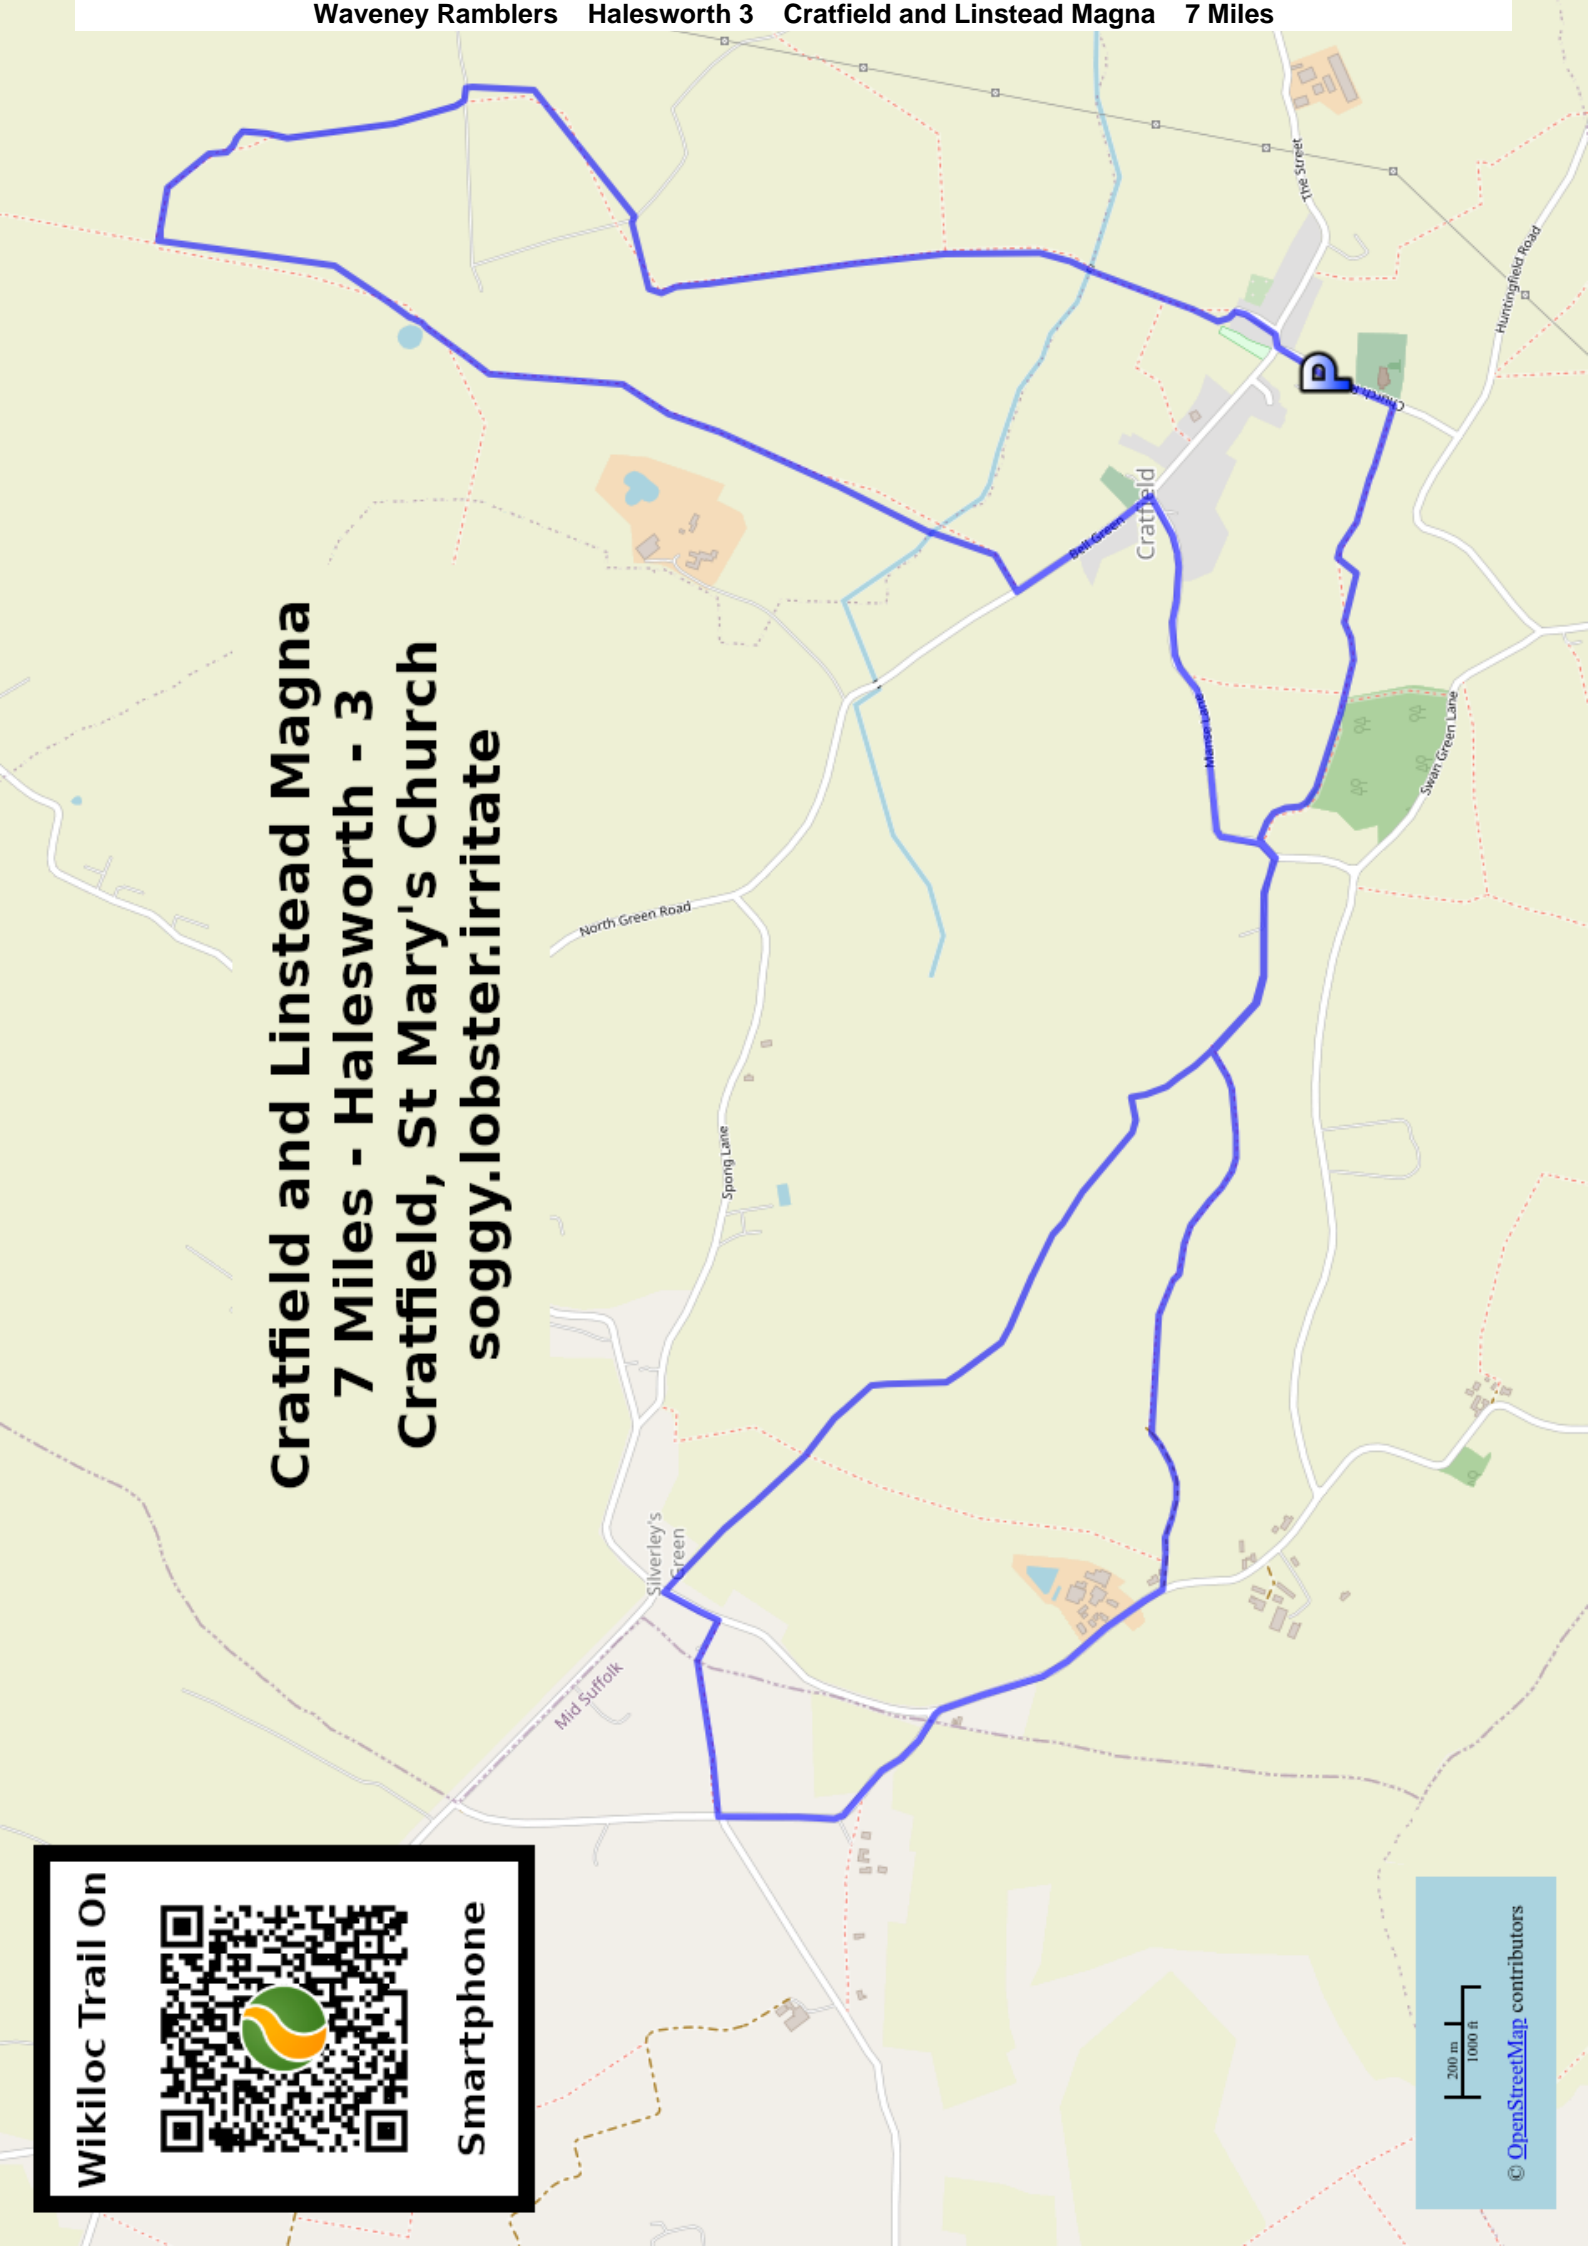 Waveney Ramblers Halesworth 3 Cratfield and Linstead Magna 7 Miles
Cratfield and Linstead Magna
7 Miles - Halesworth - 3
Cratfield, St Mary's Church
soggy.lobster.irritate
The Street
Huntingfield Road
P
Church
Cratfield
Bell Green
Manse Lane
Swan Green Lane
North Green Road
Spong Lane
Silverley's
Green
Mid Suffolk
Wikiloc Trail On
Smartphone
200 m
1000 ft
© OpenStreetMap contributors